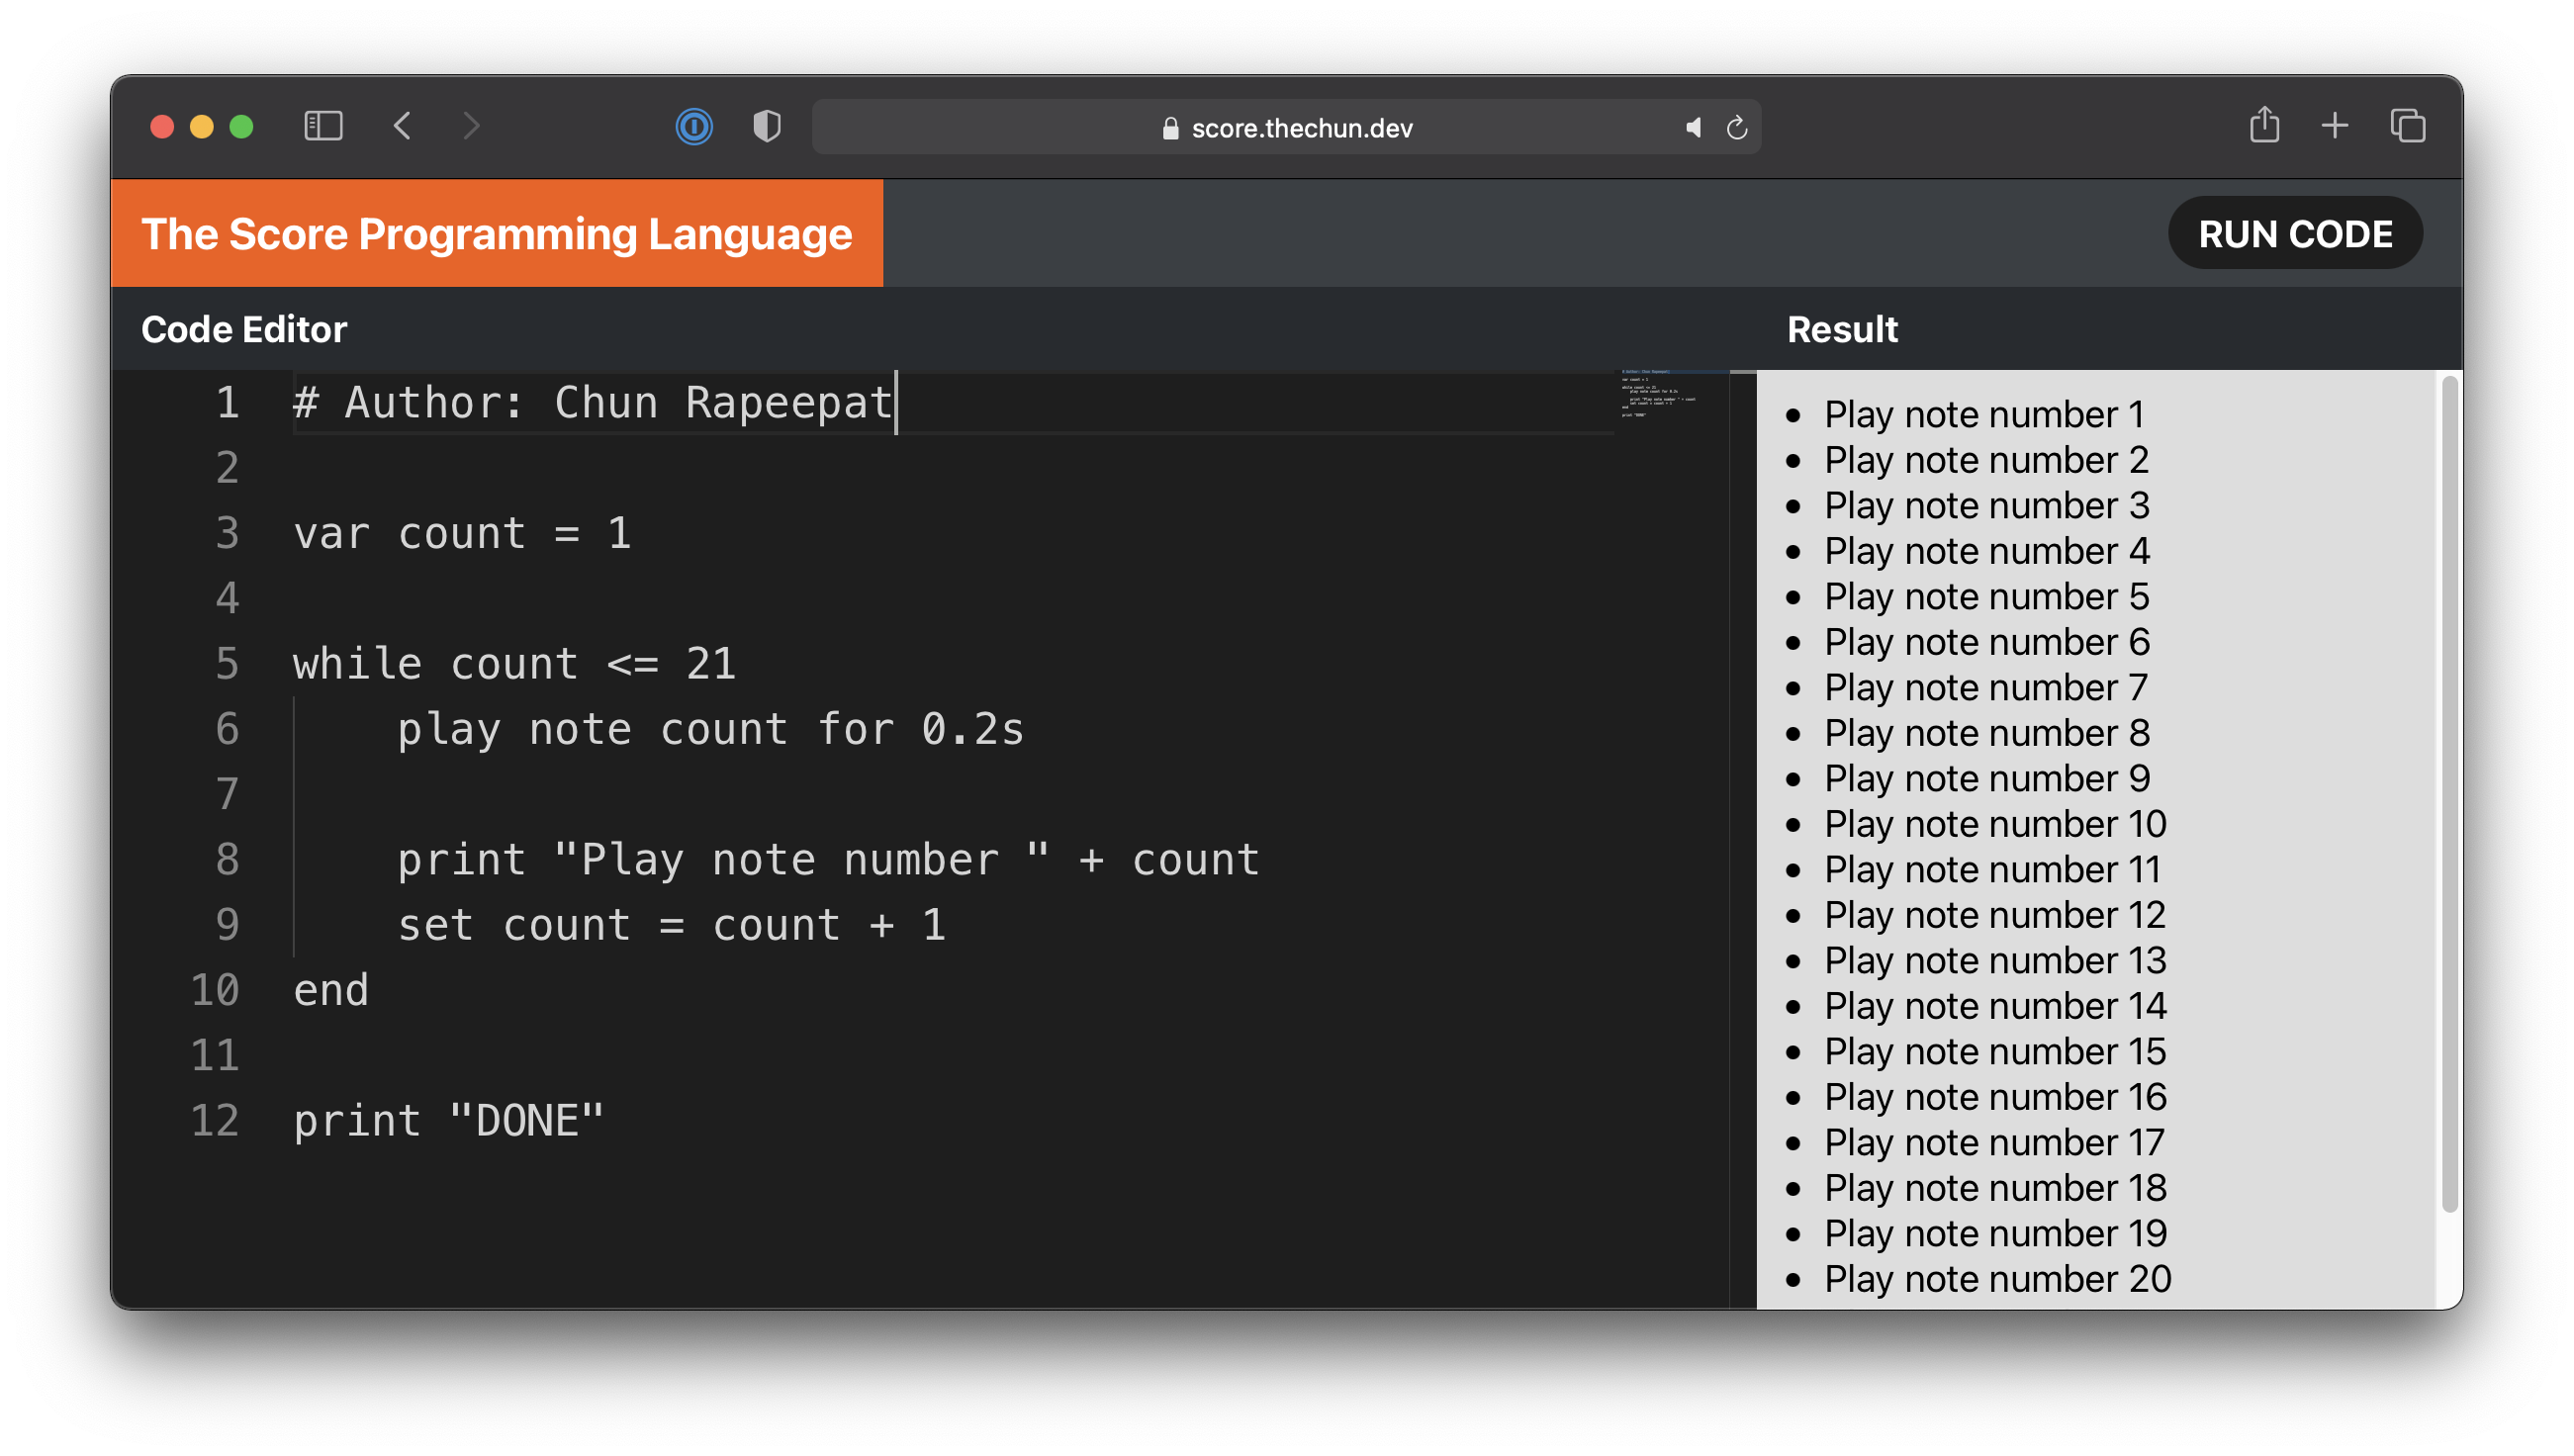 score.thechun.dev
The Score Programming Language
RUN CODE
Code Editor
Result
1 # Author: Chun Rapeepat
2
3 var count = 1
4
5 while count <= 21
6     play note count for 0.2s
7
8     print "Play note number " + count
9     set count = count + 1
10 end
11
12 print "DONE"
• Play note number 1
• Play note number 2
• Play note number 3
• Play note number 4
• Play note number 5
• Play note number 6
• Play note number 7
• Play note number 8
• Play note number 9
• Play note number 10
• Play note number 11
• Play note number 12
• Play note number 13
• Play note number 14
• Play note number 15
• Play note number 16
• Play note number 17
• Play note number 18
• Play note number 19
• Play note number 20